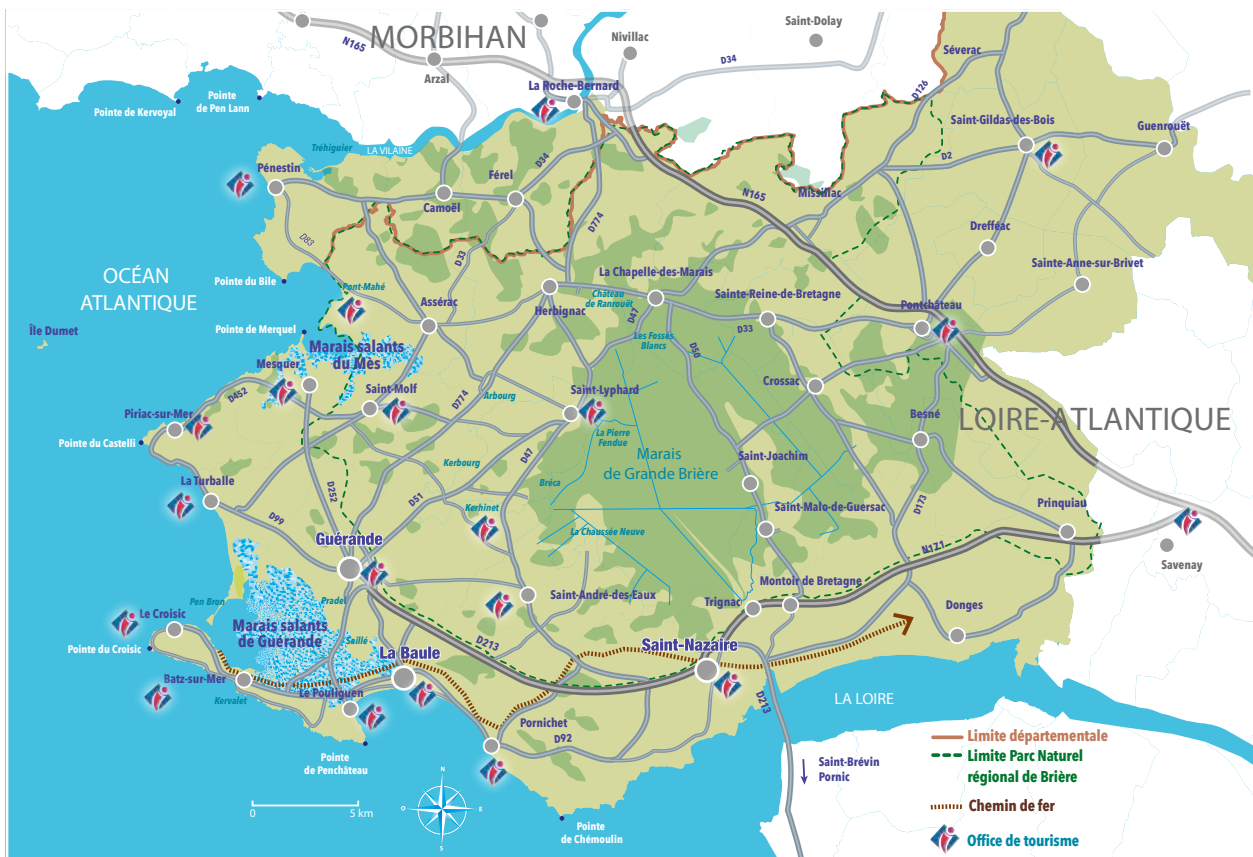 MORBIHAN
Saint-Dolay
Nivillac
N165
Arzal
D34
Séverac
La Roche-Bernard
D126
Pointe
de Pen Lann
Pointe de Kervoyal
Saint-Gildas-des-Bois
Guenrouët
Tréhiguier
LA VILAINE
D34
D2
Pénestin
Férel
Missillac
N165
Camoël
D774
Drefféac
D83
D33
Sainte-Anne-sur-Brivet
OCÉAN
ATLANTIQUE
Pointe du Bile
Pont-Mahé
La Chapelle-des-Marais
Château
de Ranrouët
Sainte-Reine-de-Bretagne
Assérac
Herbignac
Pontchâteau
Île Dumet
Pointe de Merquel
D47
D33
Les Fossés
Blancs
D50
Marais salants
du Mès
Mesquer
Saint-Molf
Saint-Lyphard
Crossac
D452
Arbourg
D774
Piriac-sur-Mer
Besné
LOIRE-ATLANTIQUE
Pointe du Castelli
La Pierre
Fendue
Marais
de Grande Brière
Saint-Joachim
Kerbourg
D47
La Turballe
D252
D51
Bréca
Prinquiau
Saint-Malo-de-Guersac
D173
Kerhinet
D99
La Chaussée Neuve
Guérande
N171
Savenay
Montoir de Bretagne
Pen Bron
Pradel
Saint-André-des-Eaux
Trignac
Le Croisic
Donges
Marais salants
de Guérande
Saillé
D213
Saint-Nazaire
Pointe du Croisic
La Baule
Batz-sur-Mer
Kervalet
Le Pouliguen
D213
LA LOIRE
Pornichet
D92
Limite départementale
Limite Parc Naturel
régional de Brière
Pointe
de Penchâteau
Saint-Brévin
Pornic
N
O
E
S
5 km
0
Chemin de fer
Pointe
de Chémoulin
Office de tourisme